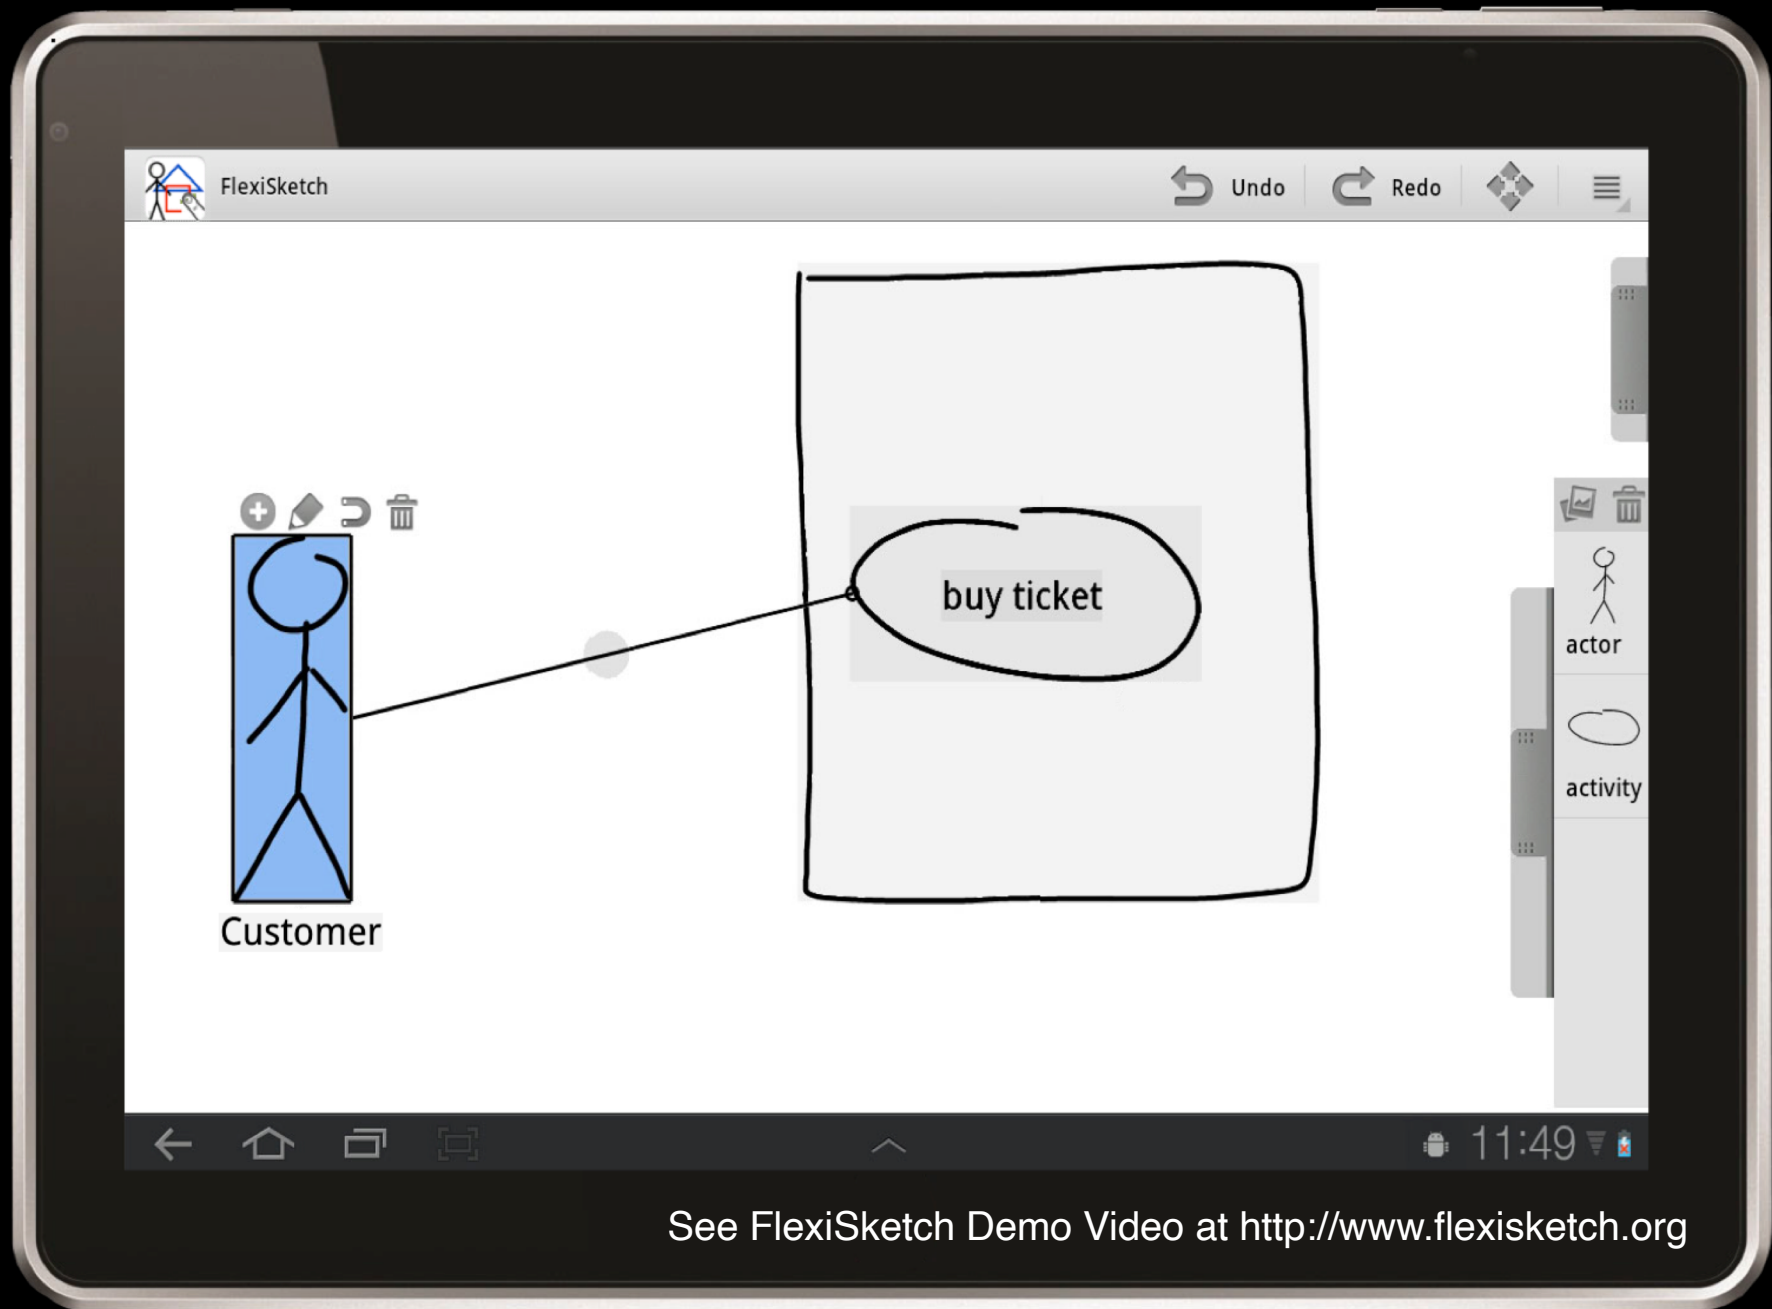 FlexiSketch
Undo
Redo
buy ticket
actor
activity
Customer
11:49
See FlexiSketch Demo Video at http://www.flexisketch.org